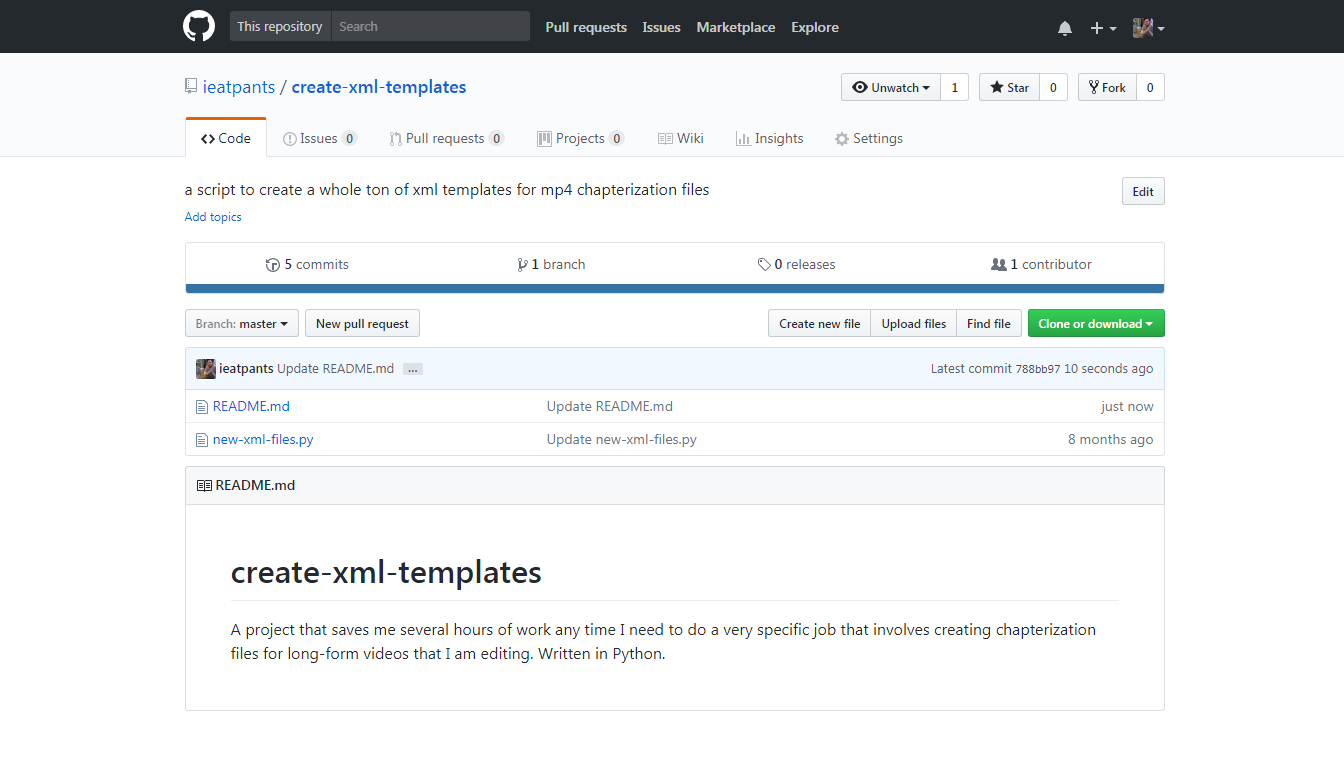 This repository Search Pull requests Issues Marketplace Explore
ieatpants / create-xml-templates Unwatch 1 Star 0 Fork 0
Code Issues 0 Pull requests 0 Projects 0 Wiki Insights Settings
a script to create a whole ton of xml templates for mp4 chapterization files Edit
Add topics
5 commits 1 branch 0 releases 1 contributor
Branch: master New pull request Create new file Upload files Find file Clone or download
ieatpants Update README.md ... Latest commit 788bb97 10 seconds ago
README.md Update README.md just now
new-xml-files.py Update new-xml-files.py 8 months ago
README.md
create-xml-templates
A project that saves me several hours of work any time I need to do a very specific job that involves creating chapterization
files for long-form videos that I am editing. Written in Python.